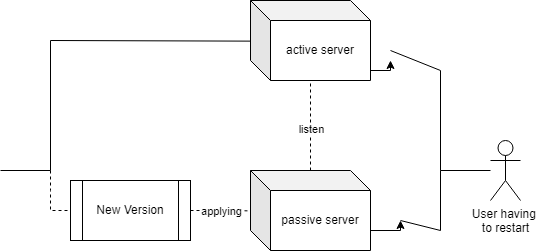 active server
listen
New Version
applying
passive server
User having
to restart